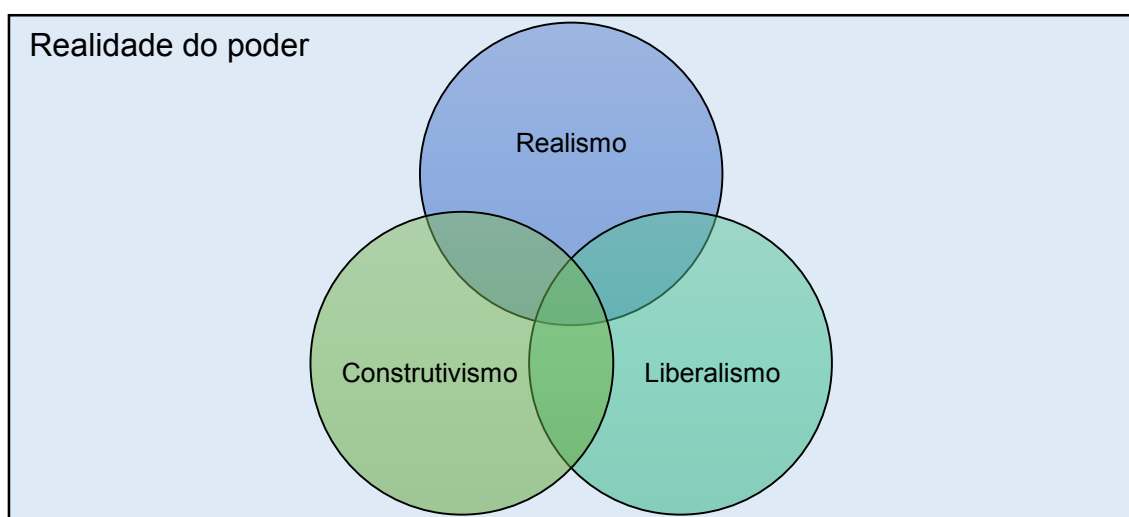 Realidade do poder
Realismo
Construtivismo
Liberalismo